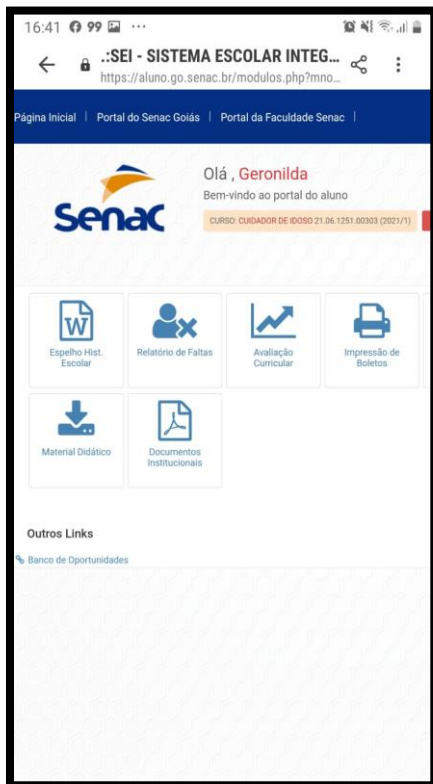 16:41 99 ...
.:SEI - SISTEMA ESCOLAR INTEG...
https://aluno.go.senac.br/modulos.php?mno...
Página Inicial | Portal do Senac Goiás | Portal da Faculdade Senac |
Senac
Olá , Geronilda
Bem-vindo ao portal do aluno
CURSO: CUIDADOR DE IDOSO 21.06.1251.00303 (2021/1)
W
Espelho Hist.
Escolar
Relatório de Faltas
Avaliação
Curricular
Impressão de
Boletos
Material Didático
Documentos
Institucionais
Outros Links
Banco de Oportunidades